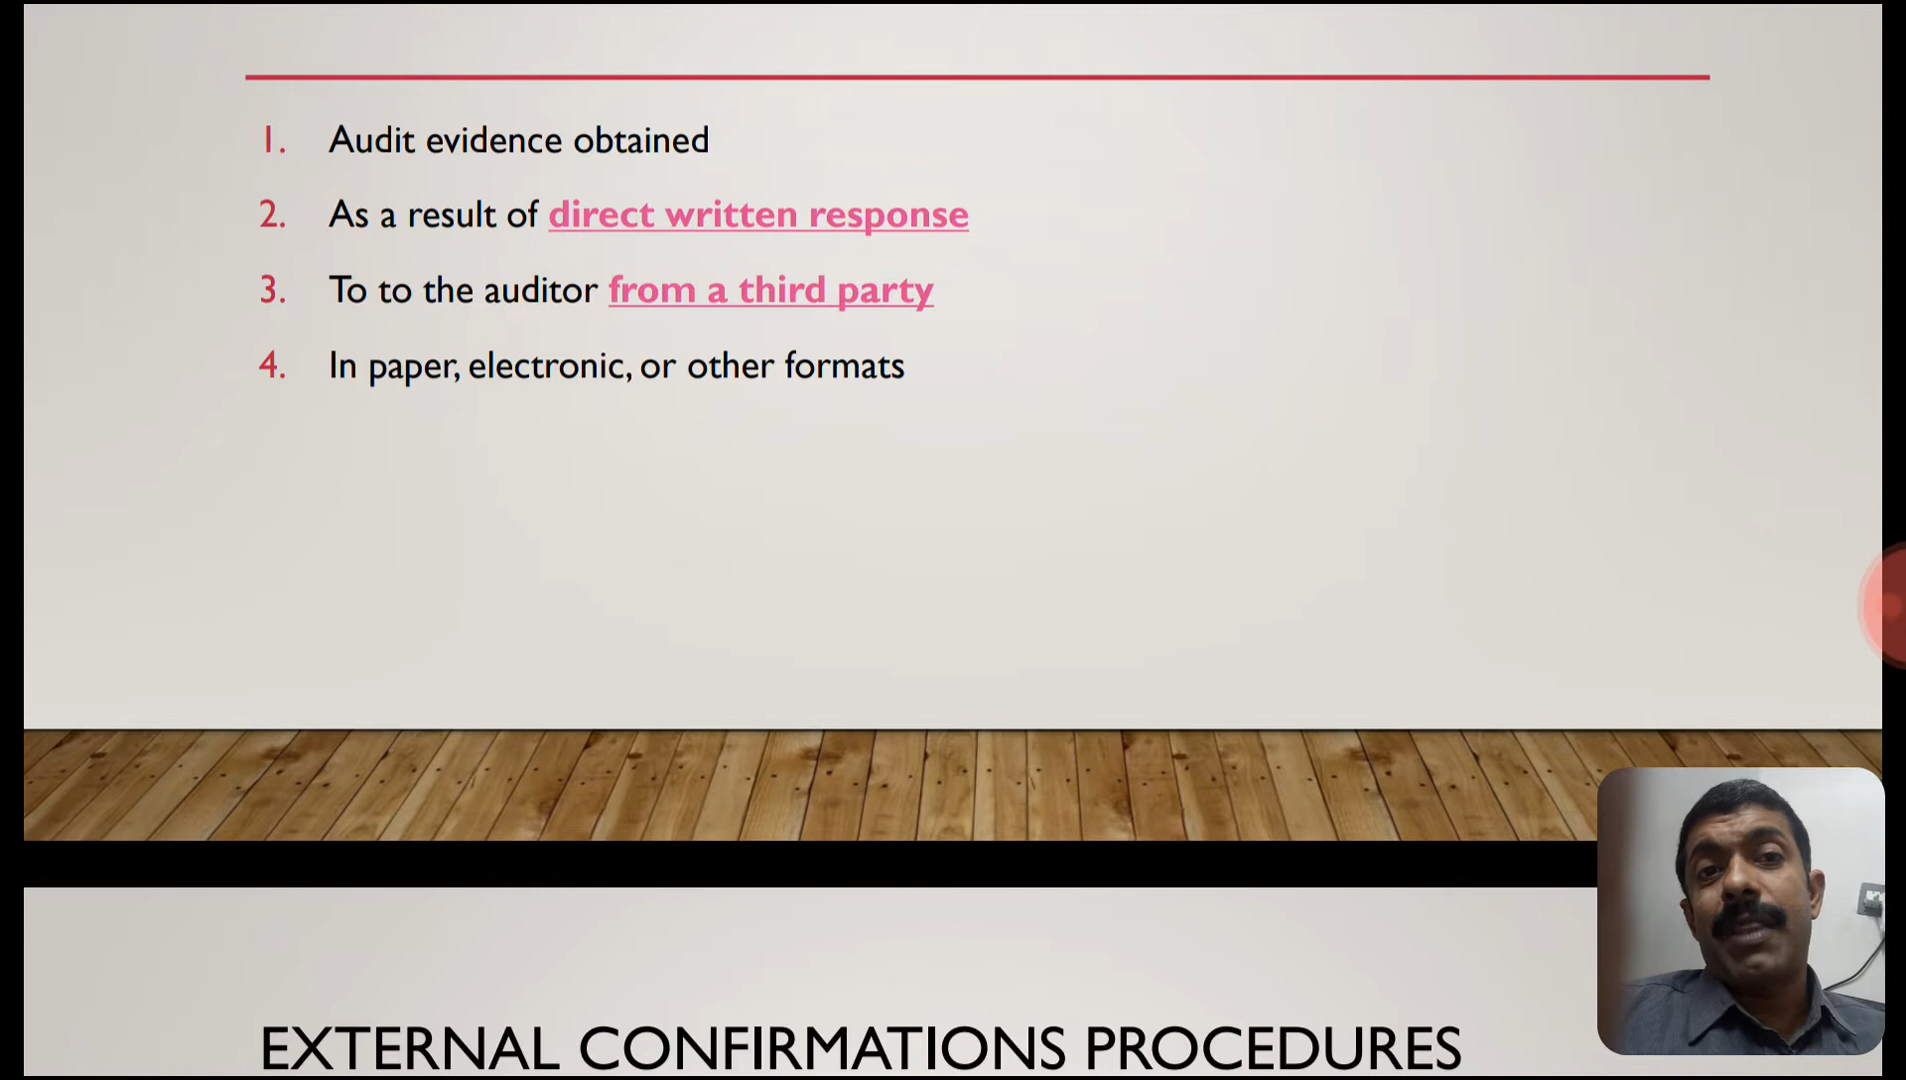 1. Audit evidence obtained
2. As a result of direct written response
3. To to the auditor from a third party
4. In paper, electronic, or other formats
EXTERNAL CONFIRMATIONS PROCEDURES